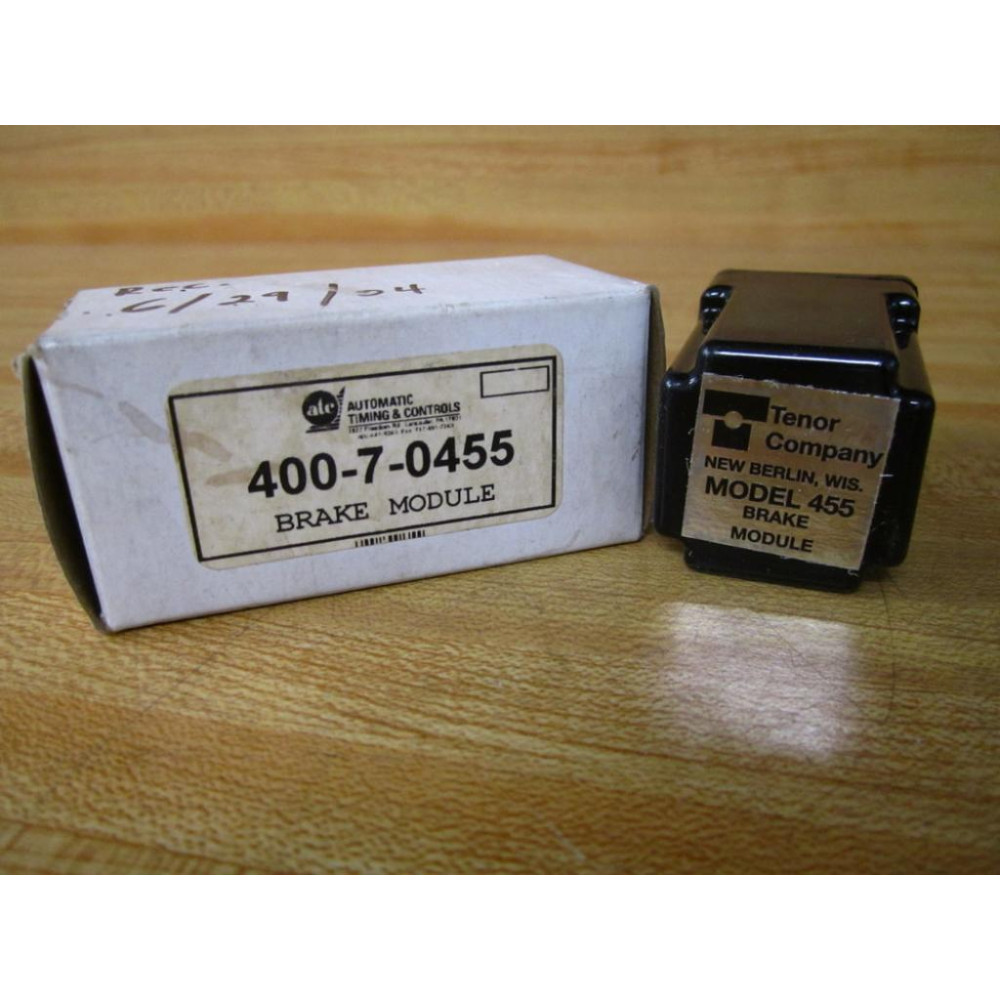 REC.
6/29/04
atc
AUTOMATIC
TIMING & CONTROLS
400-7-0455
BRAKE MODULE
Tenor
Company
NEW BERLIN, WIS.
MODEL 455
BRAKE
MODULE